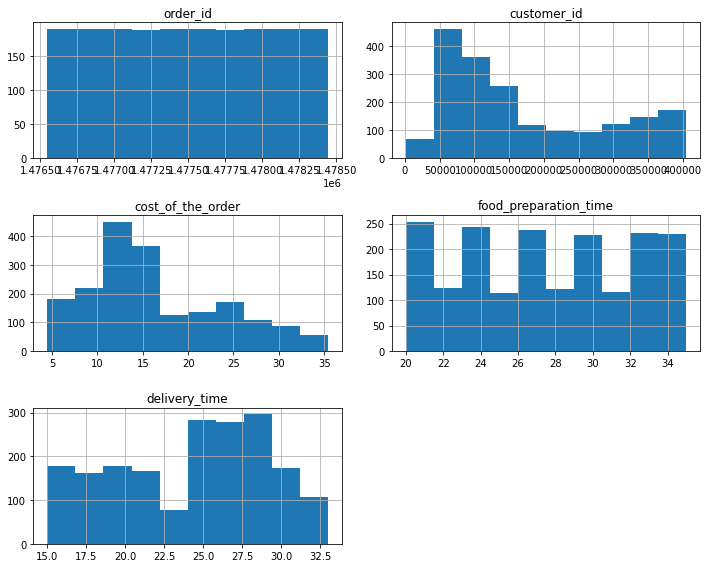 order_id
150
100
50
0
1.47650 1.47675 1.47700 1.47725 1.47750 1.47775 1.47800 1.47825 1.47850
1e6
customer_id
400
300
200
100
0
0 50000 100000 150000 200000 250000 300000 350000 400000
cost_of_the_order
400
300
200
100
0
5 10 15 20 25 30 35
food_preparation_time
250
200
150
100
50
0
20 22 24 26 28 30 32 34
delivery_time
300
200
100
0
15.0 17.5 20.0 22.5 25.0 27.5 30.0 32.5